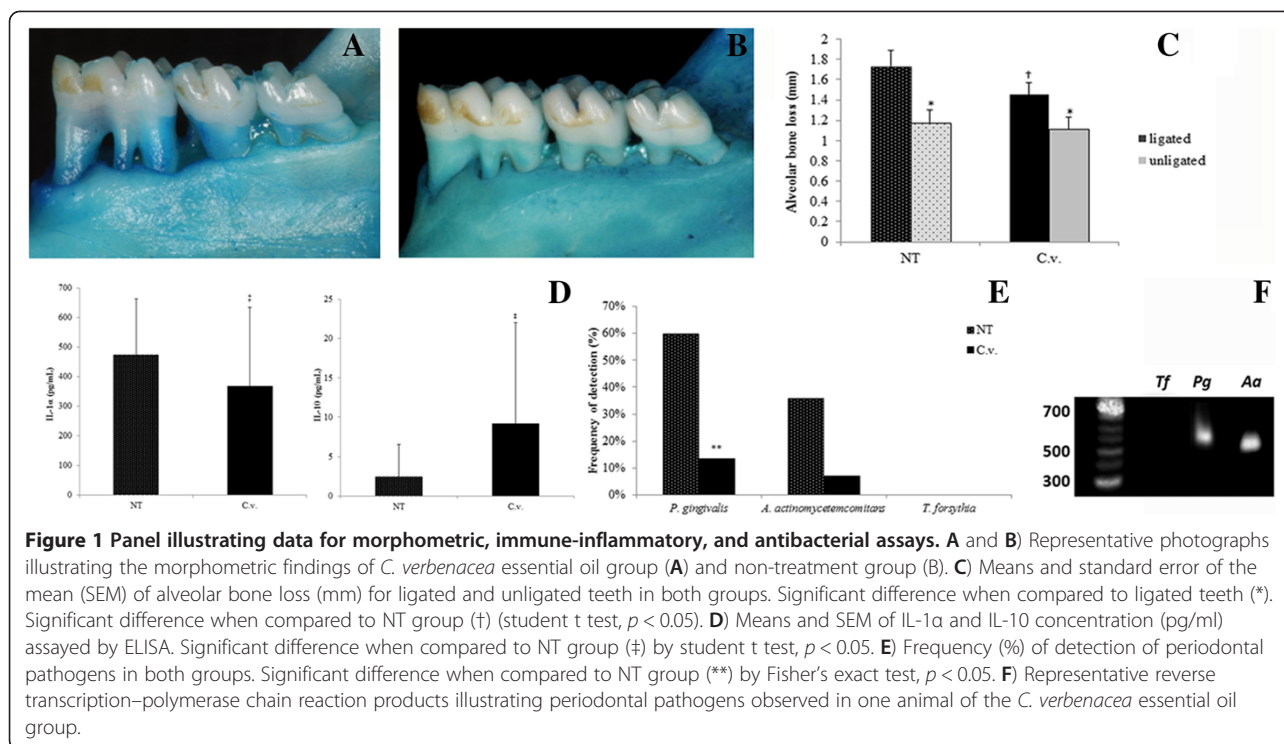 A
B
C
Alveolar bone loss (mm)
2
1.8
1.6
1.4
1.2
1
0.8
0.6
0.4
0.2
0
*
†
*
NT
C.v.
ligated
unligated
D
IL-1α (pg/mL)
700
600
500
400
300
200
100
0
‡
NT
C.v.
IL-10 (pg/mL)
25
20
15
10
5
0
‡
NT
C.v.
E
Frequency of detection (%)
70%
60%
50%
40%
30%
20%
10%
0%
**
P. gingivalis
A. actinomycetemcomitans
T. forsythia
NT
C.v.
F
Tf Pg Aa
700
500
300
Figure 1 Panel illustrating data for morphometric, immune-inflammatory, and antibacterial assays. A and B) Representative photographs
illustrating the morphometric findings of C. verbenacea essential oil group (A) and non-treatment group (B). C) Means and standard error of the
mean (SEM) of alveolar bone loss (mm) for ligated and unligated teeth in both groups. Significant difference when compared to ligated teeth (*).
Significant difference when compared to NT group (†) (student t test, p < 0.05). D) Means and SEM of IL-1α and IL-10 concentration (pg/ml)
assayed by ELISA. Significant difference when compared to NT group (‡) by student t test, p < 0.05. E) Frequency (%) of detection of periodontal
pathogens in both groups. Significant difference when compared to NT group (**) by Fisher's exact test, p < 0.05. F) Representative reverse
transcription–polymerase chain reaction products illustrating periodontal pathogens observed in one animal of the C. verbenacea essential oil
group.